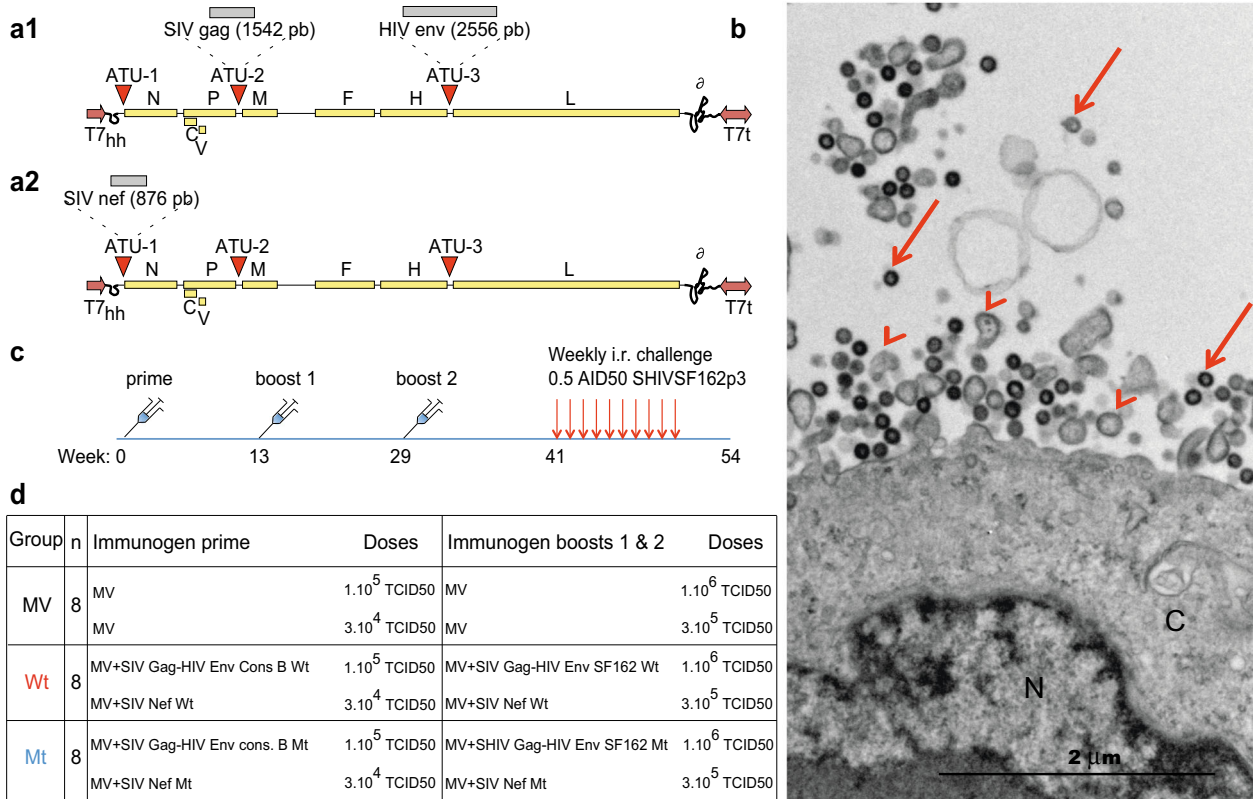 a1
SIV gag (1542 pb)
HIV env (2556 pb)
ATU-1
ATU-2
ATU-3
N
P
M
F
H
L
∂
T7hh
C
V
T7t
a2
SIV nef (876 pb)
ATU-1
ATU-2
ATU-3
N
P
M
F
H
L
∂
T7hh
C
V
T7t
c
Weekly i.r. challenge
0.5 AID50 SHIVSF162p3
prime
boost 1
boost 2
Week: 0
13
29
41
54
d
Group n Immunogen prime Doses Immunogen boosts 1 & 2 Doses
MV 8
MV 1.10^5 TCID50 MV 1.10^6 TCID50
MV 3.10^4 TCID50 MV 3.10^5 TCID50
Wt 8
MV+SIV Gag-HIV Env Cons B Wt 1.10^5 TCID50 MV+SIV Gag-HIV Env SF162 Wt 1.10^6 TCID50
MV+SIV Nef Wt 3.10^4 TCID50 MV+SIV Nef Wt 3.10^5 TCID50
Mt 8
MV+SIV Gag-HIV Env cons. B Mt 1.10^5 TCID50 MV+SHIV Gag-HIV Env SF162 Mt 1.10^6 TCID50
MV+SIV Nef Mt 3.10^4 TCID50 MV+SIV Nef Mt 3.10^5 TCID50
b
C
N
2 μm